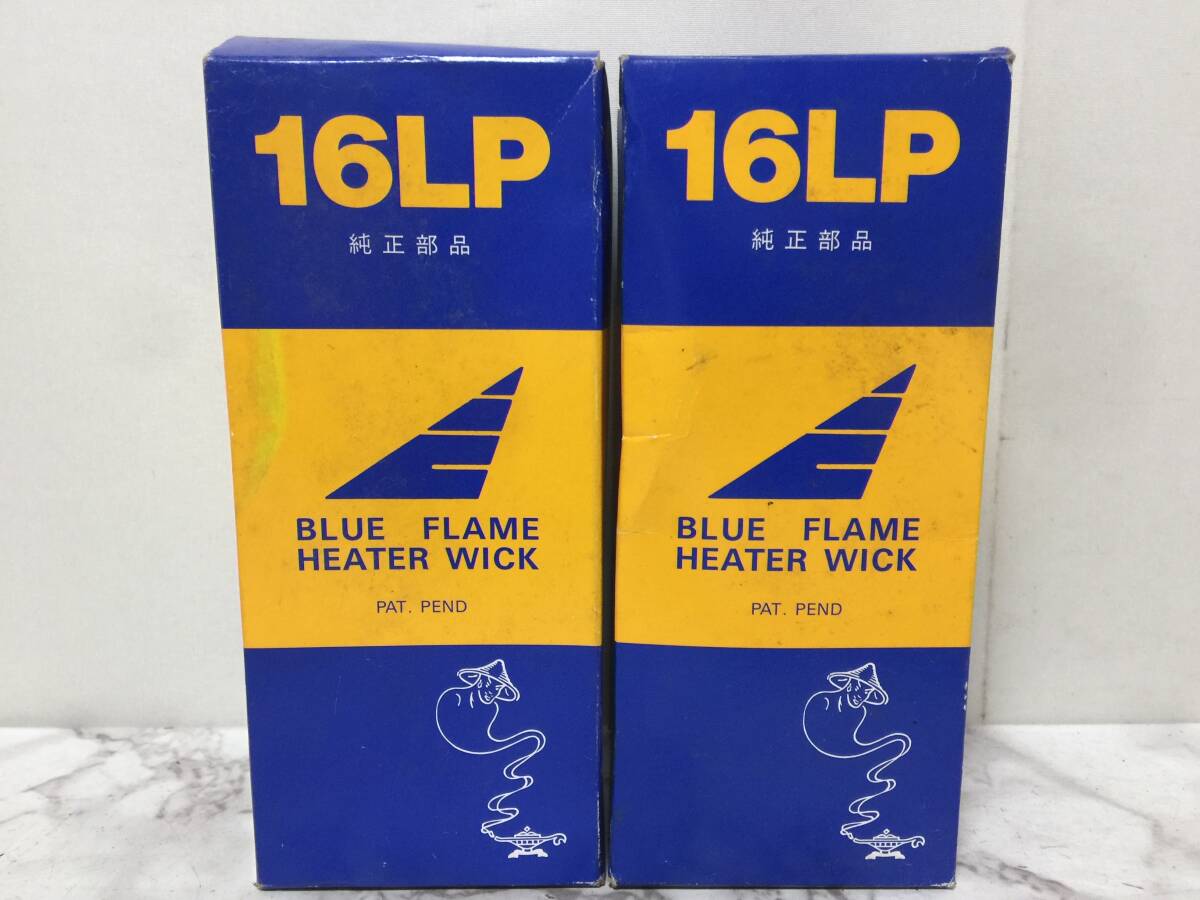 16LP
純正部品
BLUE FLAME
HEATER WICK
PAT. PEND
16LP
純正部品
BLUE FLAME
HEATER WICK
PAT. PEND